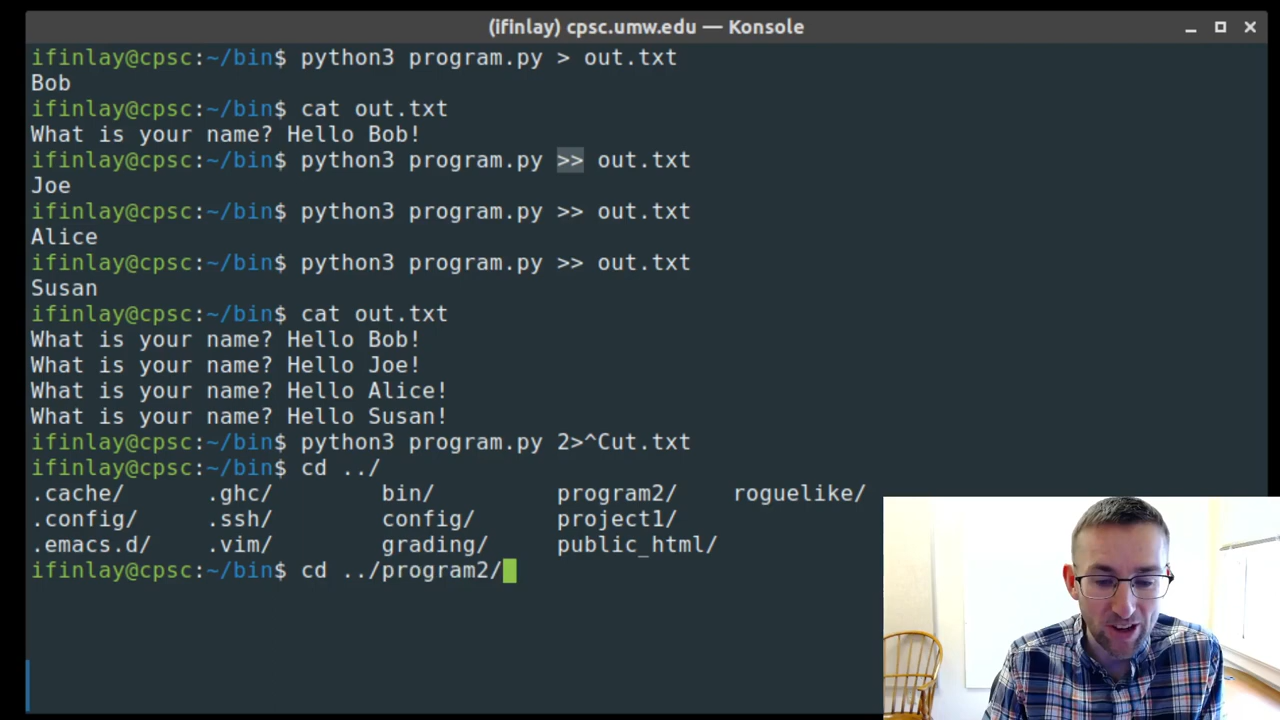 (ifinlay) cpsc.umw.edu — Konsole
ifinlay@cpsc:~/bin$ python3 program.py > out.txt
Bob
ifinlay@cpsc:~/bin$ cat out.txt
What is your name? Hello Bob!
ifinlay@cpsc:~/bin$ python3 program.py >> out.txt
Joe
ifinlay@cpsc:~/bin$ python3 program.py >> out.txt
Alice
ifinlay@cpsc:~/bin$ python3 program.py >> out.txt
Susan
ifinlay@cpsc:~/bin$ cat out.txt
What is your name? Hello Bob!
What is your name? Hello Joe!
What is your name? Hello Alice!
What is your name? Hello Susan!
ifinlay@cpsc:~/bin$ python3 program.py 2>^Cut.txt
ifinlay@cpsc:~/bin$ cd ../
.cache/ .ghc/ bin/ program2/ roguelike/
.config/ .ssh/ config/ project1/
.emacs.d/ .vim/ grading/ public_html/
ifinlay@cpsc:~/bin$ cd ../program2/